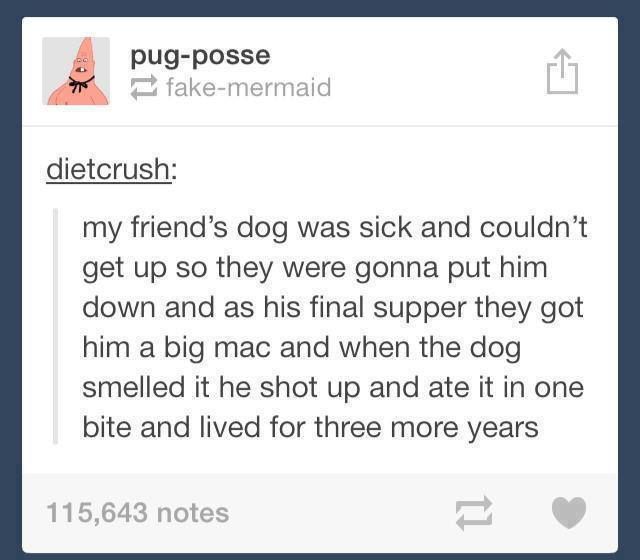 pug-posse
fake-mermaid
dietcrush:
my friend's dog was sick and couldn't
get up so they were gonna put him
down and as his final supper they got
him a big mac and when the dog
smelled it he shot up and ate it in one
bite and lived for three more years
115,643 notes